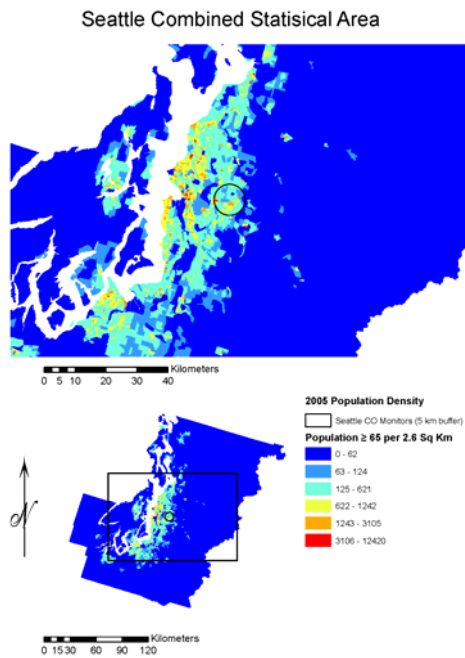 Seattle Combined Statisical Area
Kilometers
0 5 10 20 30 40
2005 Population Density
Seattle CO Monitors (5 km buffer)
Population ≥ 65 per 2.6 Sq Km
0 - 62
63 - 124
125 - 621
622 - 1242
1243 - 3105
3106 - 12420
N
Kilometers
0 15 30 60 90 120